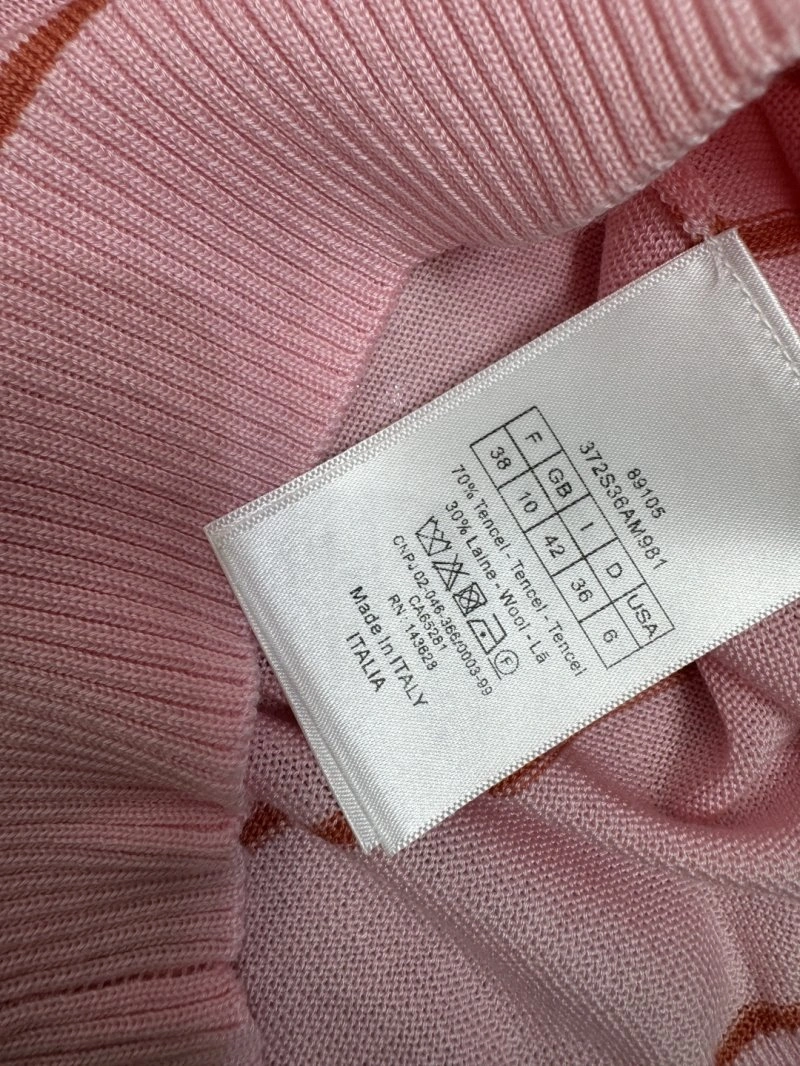 89105
372S36AM981
F GB I D USA
38 10 42 36 6
70% Tencel - Tencel - Tencel
30% Laine - Wool - Lã
F
CNPJ 02-046-366/0003-99
CA65281
RN 143628
Made in ITALY
ITALIA